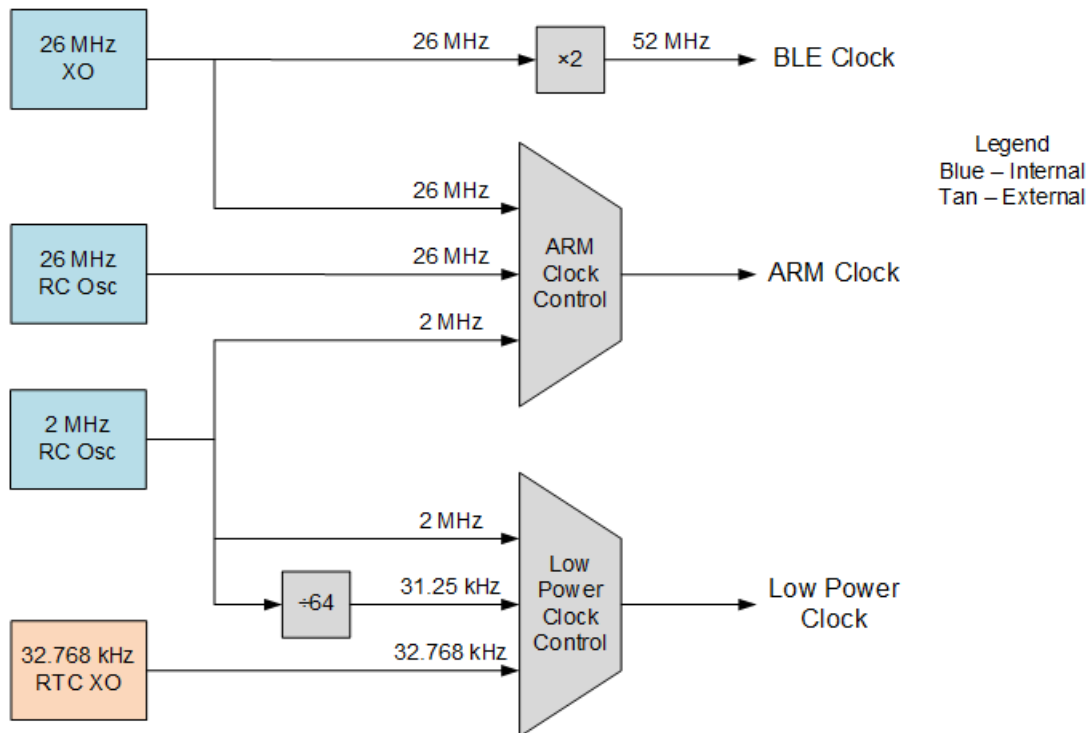 26 MHz
XO
26 MHz
×2
52 MHz
BLE Clock
Legend
Blue – Internal
Tan – External
26 MHz
26 MHz
RC Osc
26 MHz
ARM
Clock
Control
ARM Clock
2 MHz
2 MHz
RC Osc
2 MHz
÷64
31.25 kHz
Low
Power
Clock
Control
Low Power
Clock
32.768 kHz
RTC XO
32.768 kHz